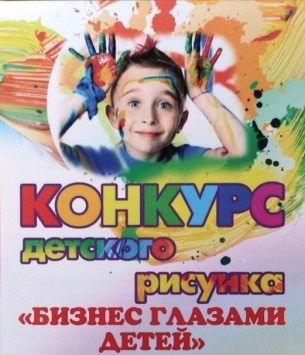 КОНКУРС
детского
рисунка
«БИЗНЕС ГЛАЗАМИ
ДЕТЕЙ»